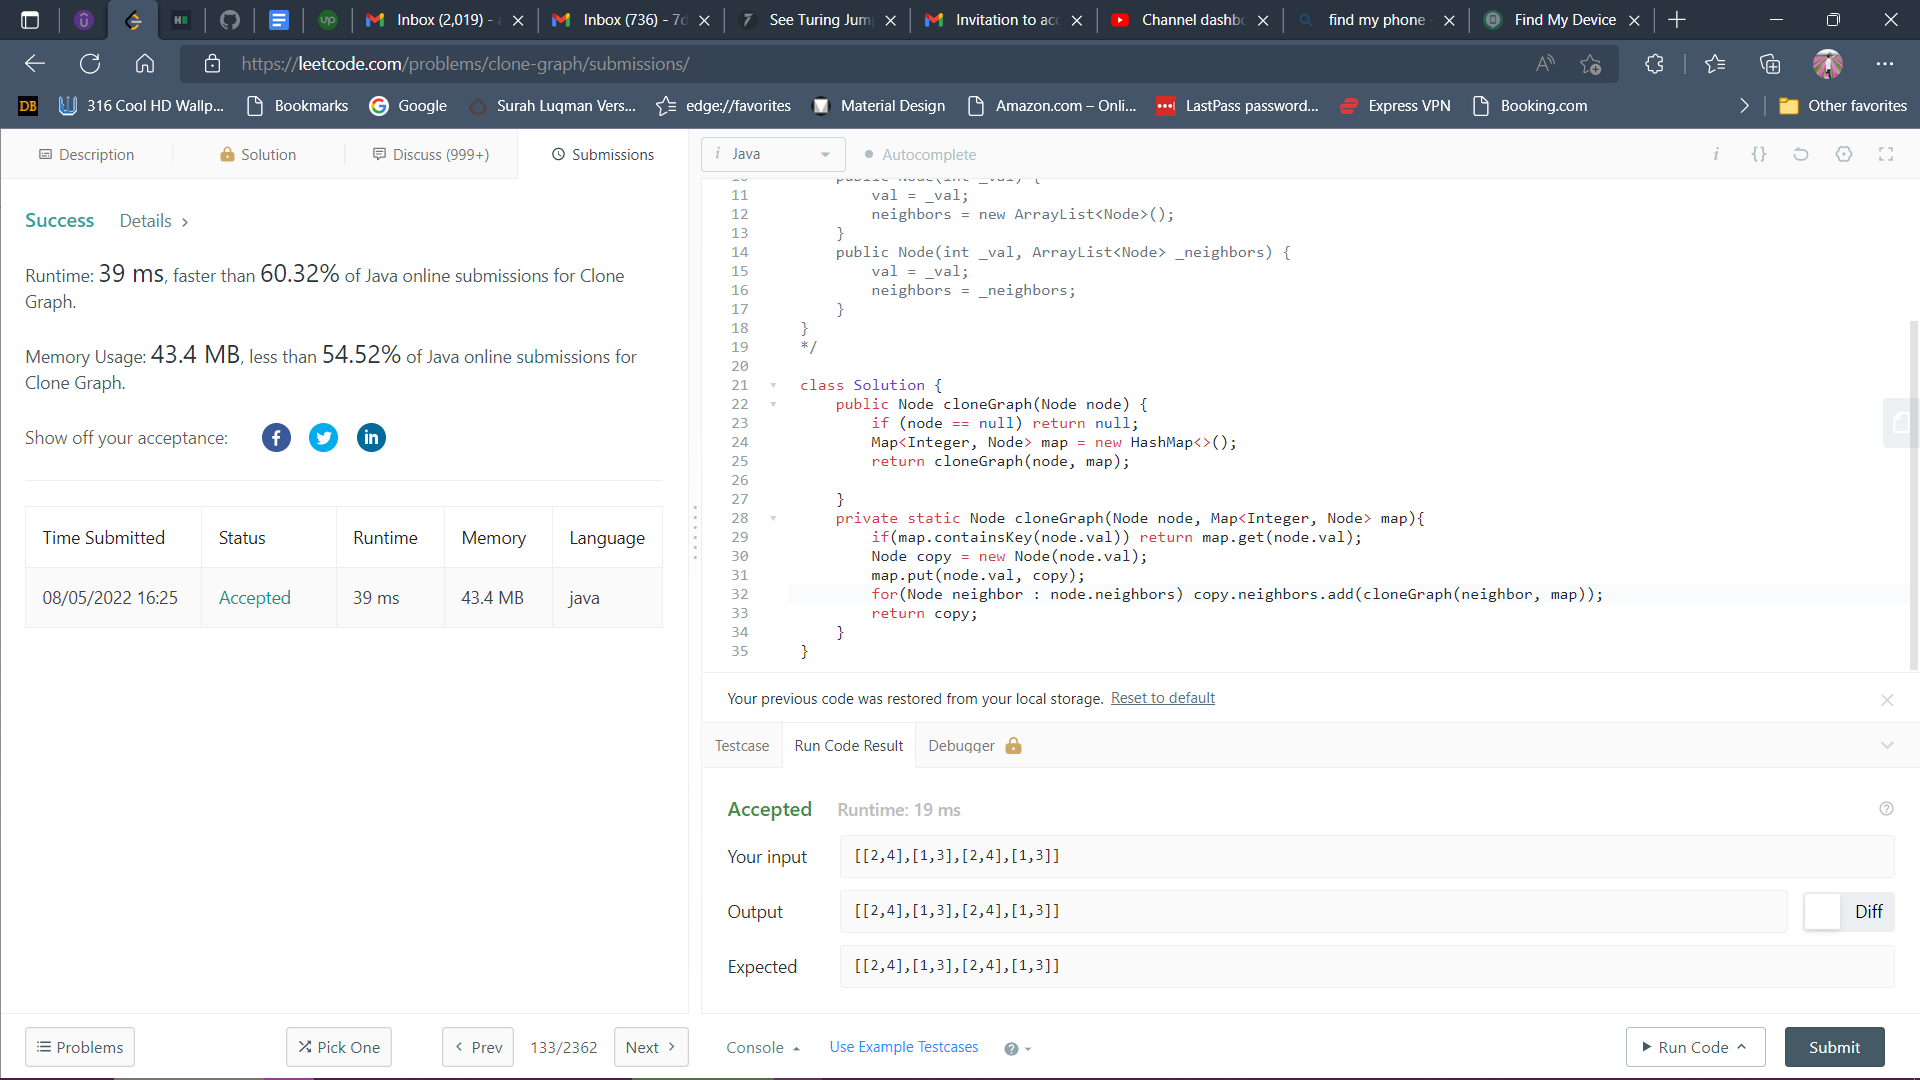 Inbox (2,019) -
Inbox (736) - 7
See Turing Jum
Invitation to acc
Channel dashb
find my phone
Find My Device
https://leetcode.com/problems/clone-graph/submissions/
DB
316 Cool HD Wallp...
Bookmarks
Google
Surah Luqman Vers...
edge://favorites
Material Design
Amazon.com – Onli...
LastPass password...
Express VPN
Booking.com
Other favorites
Description
Solution
Discuss (999+)
Submissions
Success
Details >
Runtime: 39 ms, faster than 60.32% of Java online submissions for Clone
Graph.
Memory Usage: 43.4 MB, less than 54.52% of Java online submissions for
Clone Graph.
Show off your acceptance:
Time Submitted Status Runtime Memory Language
08/05/2022 16:25 Accepted 39 ms 43.4 MB java
i Java
Autocomplete
10 public Node(int _val) {
11 val = _val;
12 neighbors = new ArrayList<Node>();
13 }
14 public Node(int _val, ArrayList<Node> _neighbors) {
15 val = _val;
16 neighbors = _neighbors;
17 }
18 }
19 */
20
21 class Solution {
22 public Node cloneGraph(Node node) {
23 if (node == null) return null;
24 Map<Integer, Node> map = new HashMap<>();
25 return cloneGraph(node, map);
26
27 }
28 private static Node cloneGraph(Node node, Map<Integer, Node> map){
29 if(map.containsKey(node.val)) return map.get(node.val);
30 Node copy = new Node(node.val);
31 map.put(node.val, copy);
32 for(Node neighbor : node.neighbors) copy.neighbors.add(cloneGraph(neighbor, map));
33 return copy;
34 }
35 }
Your previous code was restored from your local storage. Reset to default
Testcase
Run Code Result
Debugger
Accepted Runtime: 19 ms
Your input [[2,4],[1,3],[2,4],[1,3]]
Output [[2,4],[1,3],[2,4],[1,3]]
Diff
Expected [[2,4],[1,3],[2,4],[1,3]]
Problems
Pick One
< Prev
133/2362
Next >
Console
Use Example Testcases
Run Code
Submit